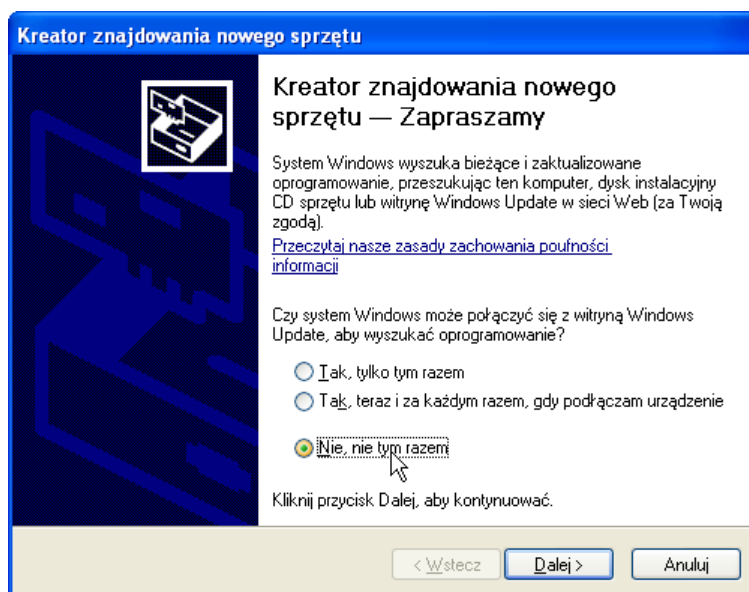 Kreator znajdowania nowego sprzętu
Kreator znajdowania nowego
sprzętu — Zapraszamy
System Windows wyszuka bieżące i zaktualizowane
oprogramowanie, przeszukując ten komputer, dysk instalacyjny
CD sprzętu lub witrynę Windows Update w sieci Web (za Twoją
zgodą).
Przeczytaj nasze zasady zachowania poufności
informacji
Czy system Windows może połączyć się z witryną Windows
Update, aby wyszukać oprogramowanie?
Tak, tylko tym razem
Tak, teraz i za każdym razem, gdy podłączam urządzenie
Nie, nie tym razem
Kliknij przycisk Dalej, aby kontynuować.
< Wstecz
Dalej >
Anuluj